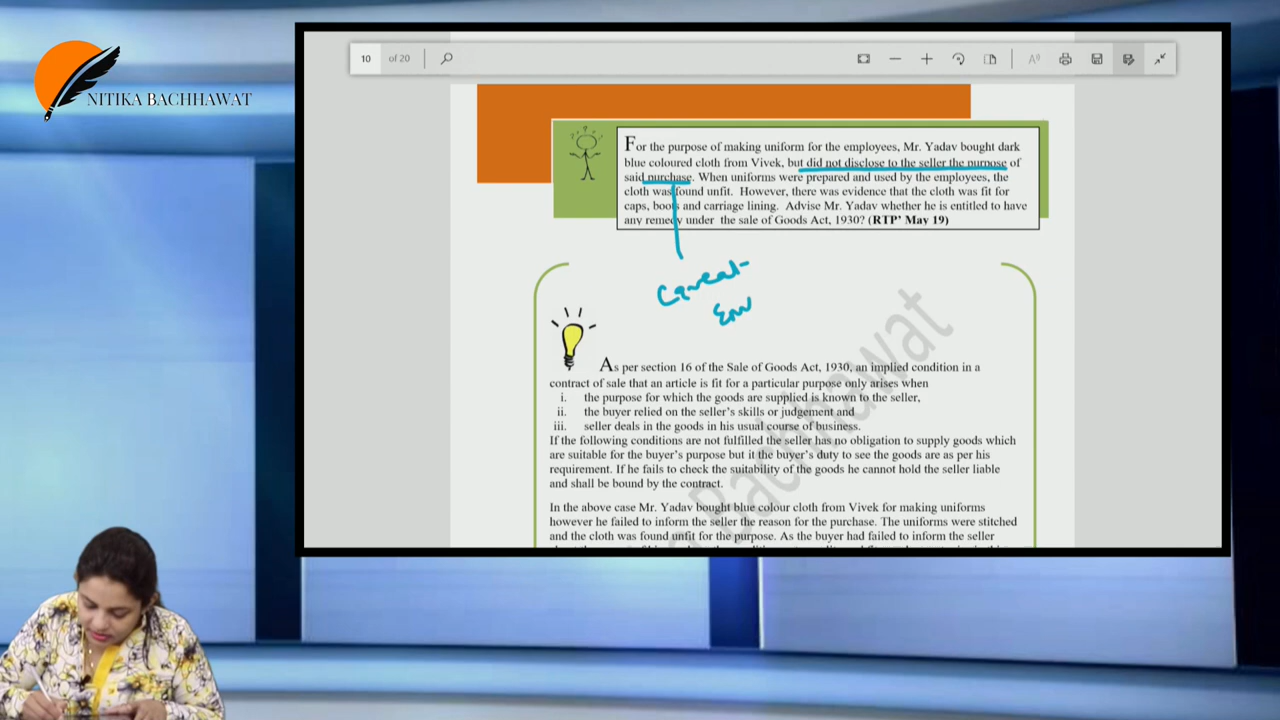 NITIKA BACHHAWAT
10 of 20
For the purpose of making uniform for the employees, Mr. Yadav bought dark
blue coloured cloth from Vivek, but did not disclose to the seller the purpose of
said purchase. When uniforms were prepared and used by the employees, the
cloth was found unfit. However, there was evidence that the cloth was fit for
caps, boots and carriage lining. Advise Mr. Yadav whether he is entitled to have
any remedy under the sale of Goods Act, 1930? (RTP' May 19)
Caveat-
Em
As per section 16 of the Sale of Goods Act, 1930, an implied condition in a
contract of sale that an article is fit for a particular purpose only arises when
i. the purpose for which the goods are supplied is known to the seller,
ii. the buyer relied on the seller's skills or judgement and
iii. seller deals in the goods in his usual course of business.
If the following conditions are not fulfilled the seller has no obligation to supply goods which
are suitable for the buyer's purpose but it the buyer's duty to see the goods are as per his
requirement. If he fails to check the suitability of the goods he cannot hold the seller liable
and shall be bound by the contract.
In the above case Mr. Yadav bought blue colour cloth from Vivek for making uniforms
however he failed to inform the seller the reason for the purchase. The uniforms were stitched
and the cloth was found unfit for the purpose. As the buyer had failed to inform the seller
Bachhawat